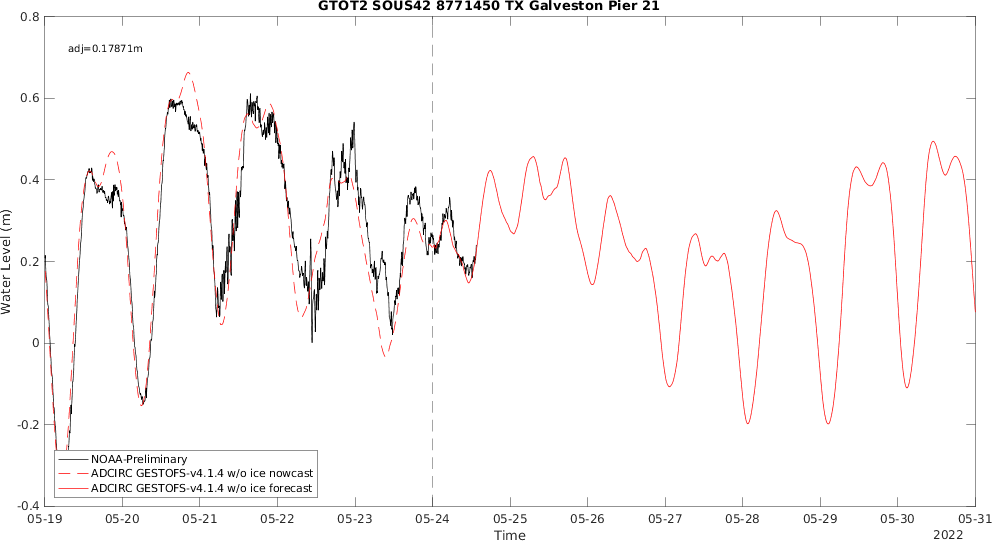 GTOT2 SOUS42 8771450 TX Galveston Pier 21
adj=0.17871m
Water Level (m)
0.8
0.6
0.4
0.2
0
-0.2
-0.4
NOAA-Preliminary
ADCIRC GESTOFS-v4.1.4 w/o ice nowcast
ADCIRC GESTOFS-v4.1.4 w/o ice forecast
05-19 05-20 05-21 05-22 05-23 05-24 05-25 05-26 05-27 05-28 05-29 05-30 05-31
Time
2022